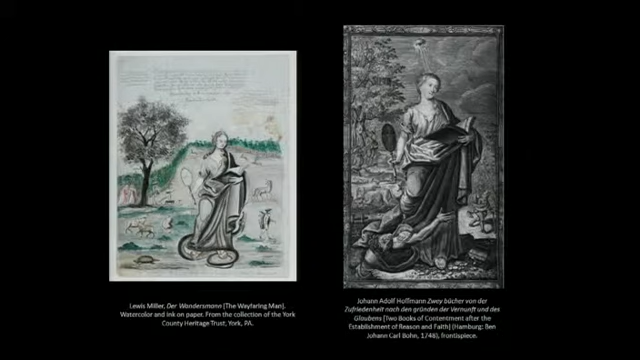 Lewis Miller, Der Wandersmann [The Wayfaring Man].
Watercolor and Ink on paper. From the collection of the York
County Heritage Trust, York, PA.
Johann Adolf Hoffmann Zwey bücher von der
Zufriedenheit nach den gründen der Vernunft und des
Glaubens [Two Books of Contentment after the
Establishment of Reason and Faith] (Hamburg: Ben
Johann Carl Bohn, 1748), frontispiece.